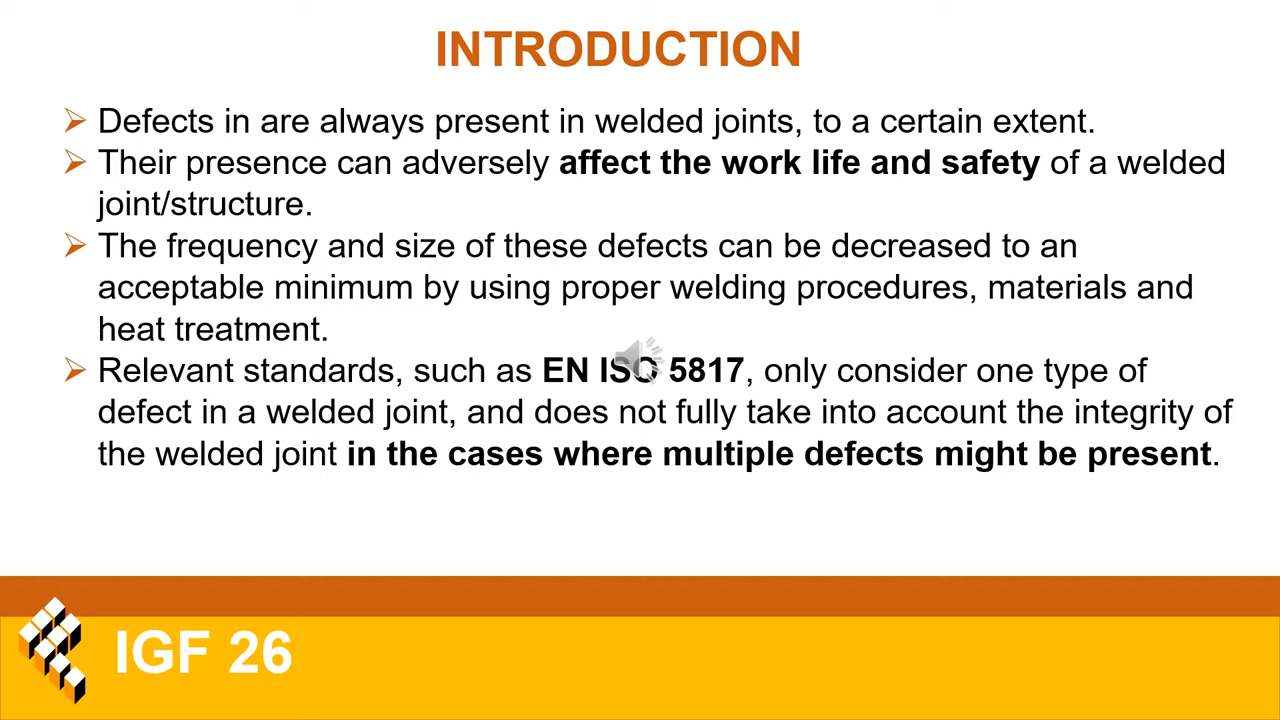 INTRODUCTION
Defects in are always present in welded joints, to a certain extent.
Their presence can adversely affect the work life and safety of a welded
joint/structure.
The frequency and size of these defects can be decreased to an
acceptable minimum by using proper welding procedures, materials and
heat treatment.
Relevant standards, such as EN ISO 5817, only consider one type of
defect in a welded joint, and does not fully take into account the integrity of
the welded joint in the cases where multiple defects might be present.
IGF 26